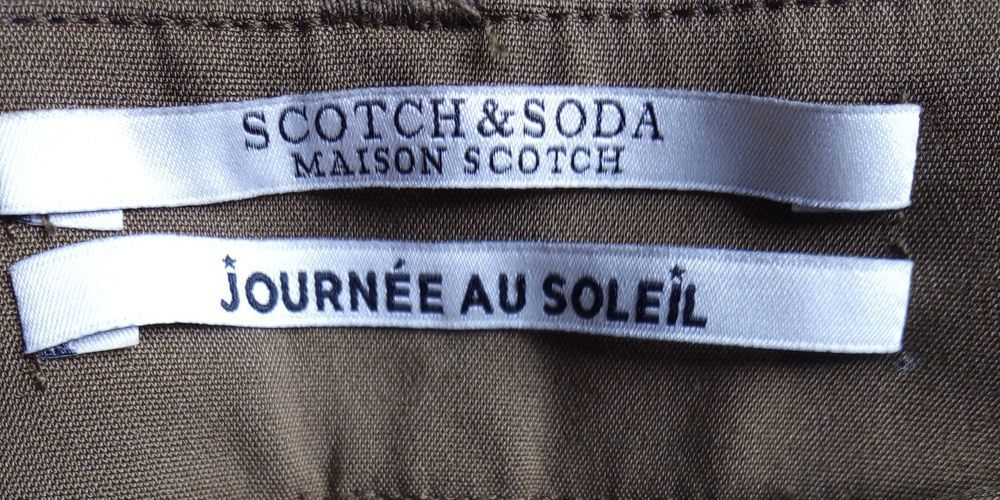 SCOTCH & SODA
MAISON SCOTCH
JOURNÉE AU SOLEIL